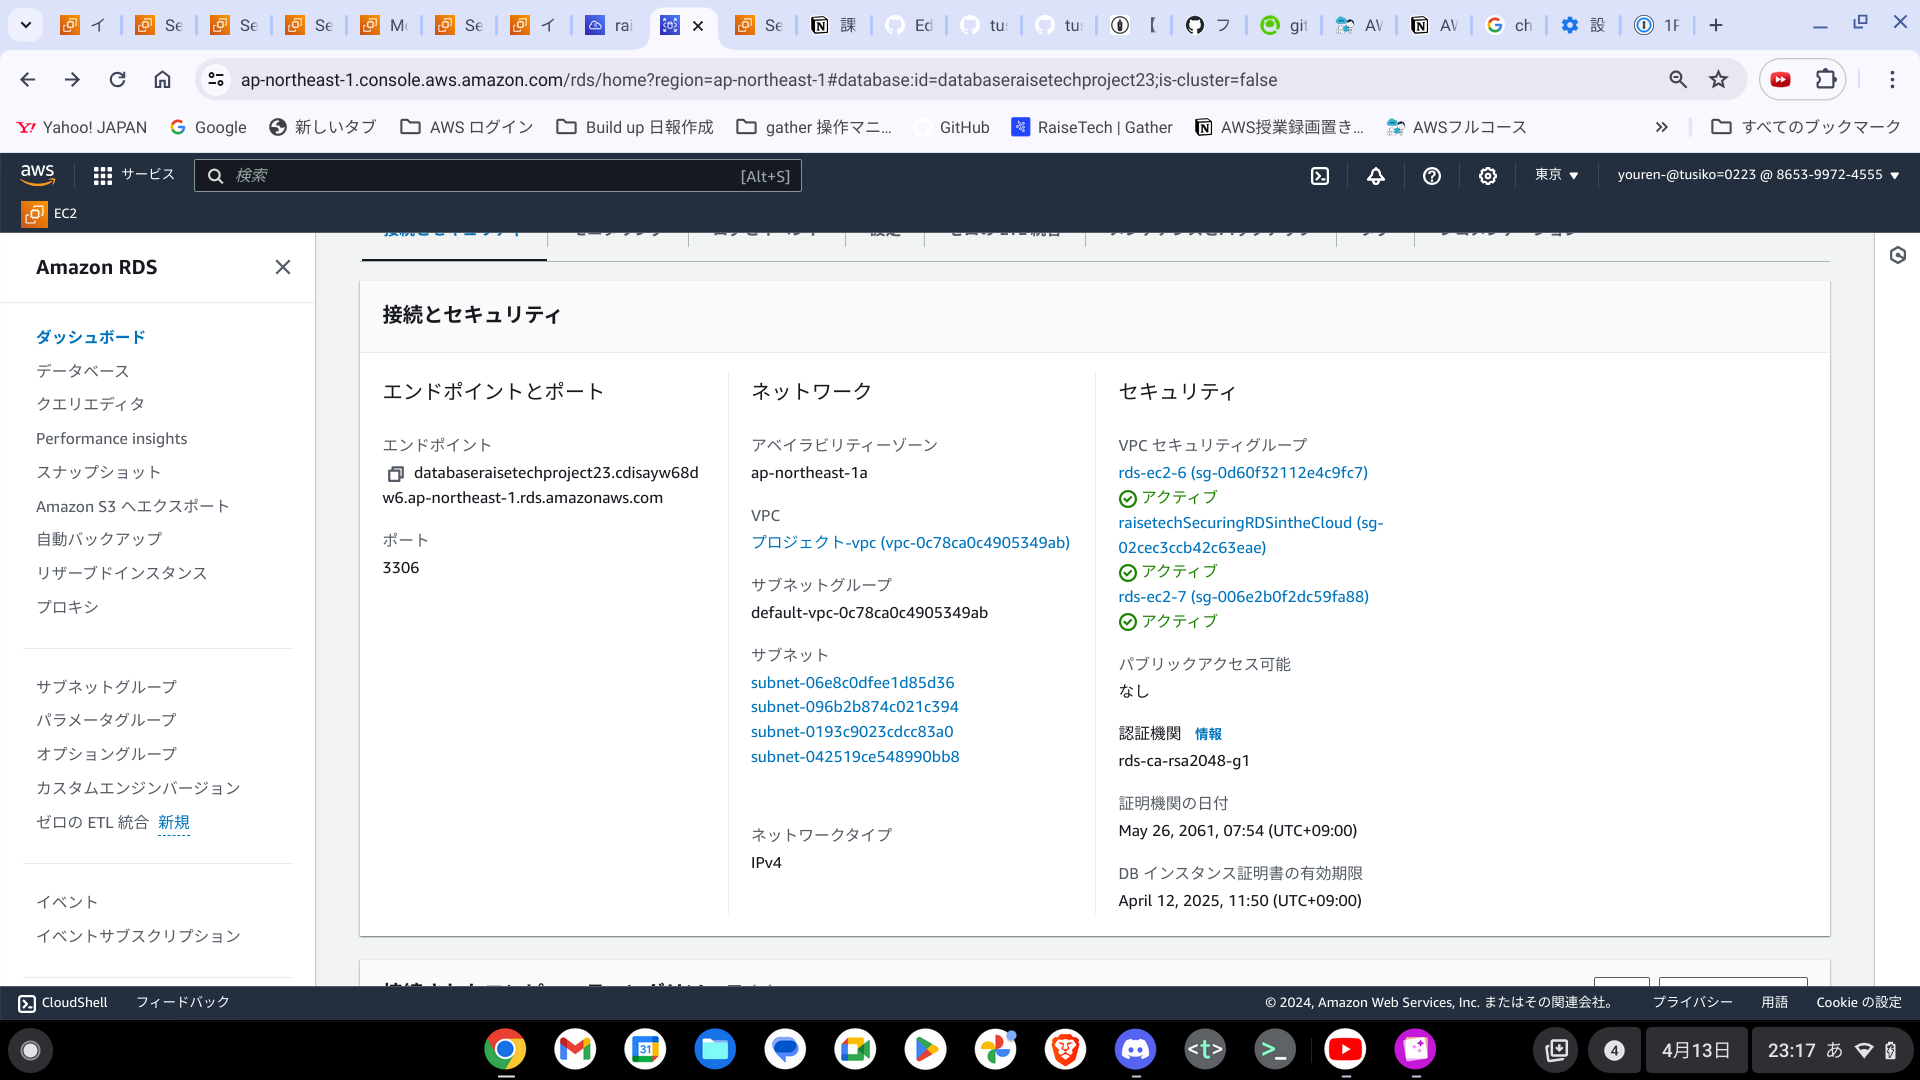 イ
Se
Se
Se
Mo
Se
イ
rai
Se
課
Ed
tus
tus
【
フ
git
AV
AV
ch
設
1P
ap-northeast-1.console.aws.amazon.com/rds/home?region=ap-northeast-1#database:id=databaseraisetechproject23;is-cluster=false
Yahoo! JAPAN
Google
新しいタブ
AWS ログイン
Build up 日報作成
gather 操作マニ...
GitHub
RaiseTech | Gather
AWS授業録画置き...
AWSフルコース
»
すべてのブックマーク
aws
サービス
検索
[Alt+S]
東京 ▼
youren-@tusiko=0223 @ 8653-9972-4555 ▼
EC2
Amazon RDS
ダッシュボード
データベース
クエリエディタ
Performance insights
スナップショット
Amazon S3 へエクスポート
自動バックアップ
リザーブドインスタンス
プロキシ
サブネットグループ
パラメータグループ
オプショングループ
カスタムエンジンバージョン
ゼロの ETL 統合 新規
イベント
イベントサブスクリプション
接続とセキュリティ
エンドポイントとポート
エンドポイント
databaseraisetechproject23.cdisayw68d
w6.ap-northeast-1.rds.amazonaws.com
ポート
3306
ネットワーク
アベイラビリティーゾーン
ap-northeast-1a
VPC
プロジェクト-vpc (vpc-0c78ca0c4905349ab)
サブネットグループ
default-vpc-0c78ca0c4905349ab
サブネット
subnet-06e8c0dfee1d85d36
subnet-096b2b874c021c394
subnet-0193c9023cdcc83a0
subnet-042519ce548990bb8
ネットワークタイプ
IPv4
セキュリティ
VPC セキュリティグループ
rds-ec2-6 (sg-0d60f32112e4c9fc7)
アクティブ
raisetechSecuringRDSintheCloud (sg-
02cec3ccb42c63eae)
アクティブ
rds-ec2-7 (sg-006e2b0f2dc59fa88)
アクティブ
パブリックアクセス可能
なし
認証機関 情報
rds-ca-rsa2048-g1
証明機関の日付
May 26, 2061, 07:54 (UTC+09:00)
DB インスタンス証明書の有効期限
April 12, 2025, 11:50 (UTC+09:00)
CloudShell
フィードバック
© 2024, Amazon Web Services, Inc. またはその関連会社。
プライバシー
用語
Cookie の設定
31
<t>
>_
4
4月13日
23:17
あ